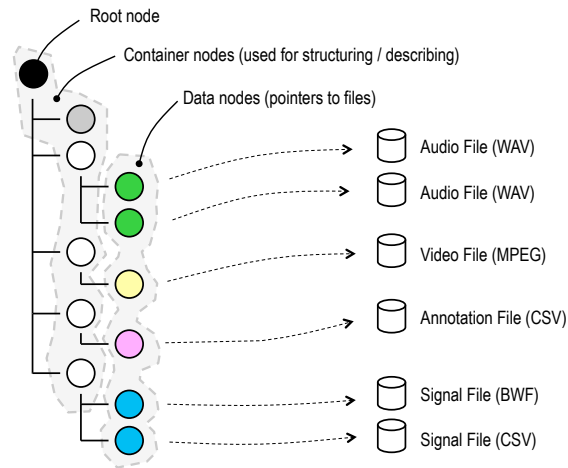 Root node
Container nodes (used for structuring / describing)
Data nodes (pointers to files)
Audio File (WAV)
Audio File (WAV)
Video File (MPEG)
Annotation File (CSV)
Signal File (BWF)
Signal File (CSV)